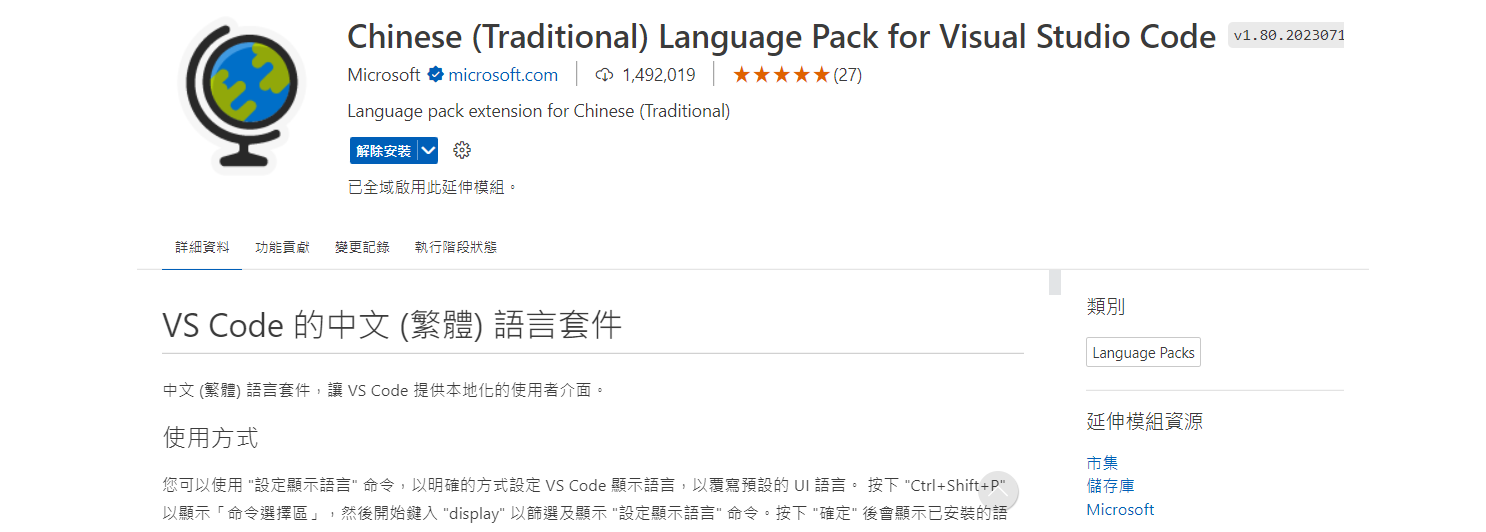 Chinese (Traditional) Language Pack for Visual Studio Code v1.80.2023071
Microsoft microsoft.com 1,492,019 ★★★★★(27)
Language pack extension for Chinese (Traditional)
解除安裝
已全域啟用此延伸模組。
詳細資料 功能貢獻 變更記錄 執行階段狀態
VS Code 的中文 (繁體) 語言套件
中文 (繁體) 語言套件，讓 VS Code 提供本地化的使用者介面。
使用方式
您可以使用 "設定顯示語言" 命令，以明確的方式設定 VS Code 顯示語言，以覆寫預設的 UI 語言。 按下 "Ctrl+Shift+P"
以顯示「命令選擇區」，然後開始鍵入 "display" 以篩選及顯示 "設定顯示語言" 命令。按下 "確定" 後會顯示已安裝的語
類別
Language Packs
延伸模組資源
市集
儲存庫
Microsoft